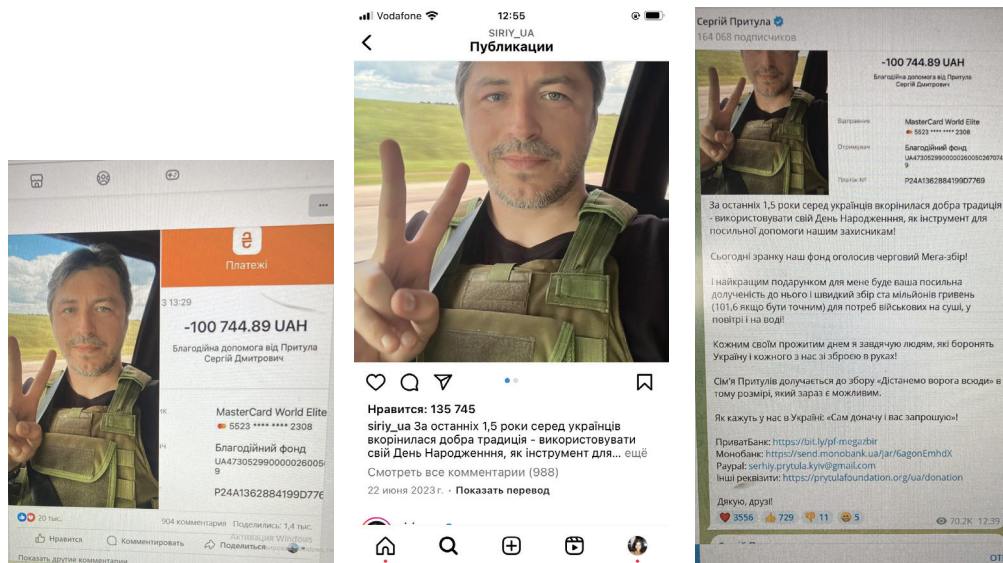 Платежі
3 13:29
-100 744.89 UAH
Благодійна допомога від Притула
Сергій Дмитрович
MasterCard World Elite
5523 **** **** 2308
Благодійний фонд
UA473052990000026005
9
P24A1362884199D776
20 тыс.
904 комментария
Поделились: 1,4 тыс.
Активация Windows
Нравится
Комментировать
Поделиться
Показать другие комментарии
Vodafone
12:55
SIRIY_UA
Публикации
Нравится: 135 745
siriy_ua За останніх 1,5 роки серед українців
вкорінилася добра традиція - використовувати
свій День Народженння, як інструмент для... ещё
Смотреть все комментарии (988)
22 июня 2023 г. • Показать перевод
Сергій Притула
164 068 подписчиков
-100 744.89 UAH
Благодійна допомога від Притула
Сергій Дмитрович
Відправник
MasterCard World Elite
5523 **** **** 2308
Отримувач
Благодійний фонд
UA4730529900000260050267074
9
Платіж №
P24A1362884199D7769
За останніх 1,5 роки серед українців вкорінилася добра традиція
- використовувати свій День Народженння, як інструмент для
посильної допомоги нашим захисникам!
Сьогодні зранку наш фонд оголосив черговий Мега-збір!
І найкращим подарунком для мене буде ваша посильна
долученість до нього і швидкий збір ста мільйонів гривень
(101,6 якщо бути точним) для потреб військових на суші, у
повітрі і на воді!
Кожним своїм прожитим днем я завдячую людям, які боронять
Україну і кожного з нас зі зброєю в руках!
Сім'я Притулів долучається до збору «Дістанемо ворога всюди» в
тому розмірі, який зараз є можливим.
Як кажуть у нас в Україні: «Сам доначу і вас запрошую»!
ПриватБанк: https://bit.ly/pf-megazbir
Монобанк: https://send.monobank.ua/jar/6agonEmhdX
Paypal: serhiy.prytula.kyiv@gmail.com
Інші реквізити: https://prytulafoundation.org/ua/donation
Дякую, друзі!
3556
729
11
5
70.2K 12:39